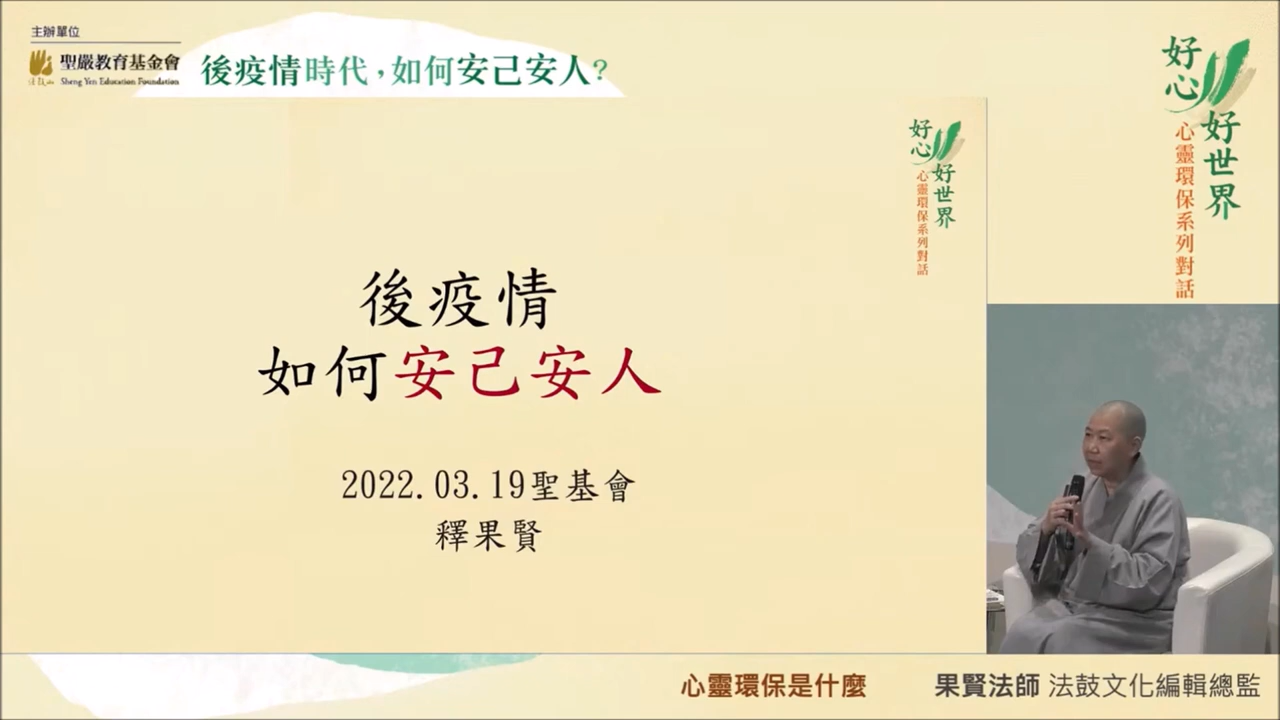 主辦單位
聖嚴教育基金會
Sheng Yen Education Foundation
後疫情時代，如何安己安人？
好心
好世界
心靈環保系列對話
好心
好世界
心靈環保系列對話
後疫情
如何安己安人
2022.03.19聖基會
釋果賢
心靈環保是什麼
果賢法師 法鼓文化編輯總監